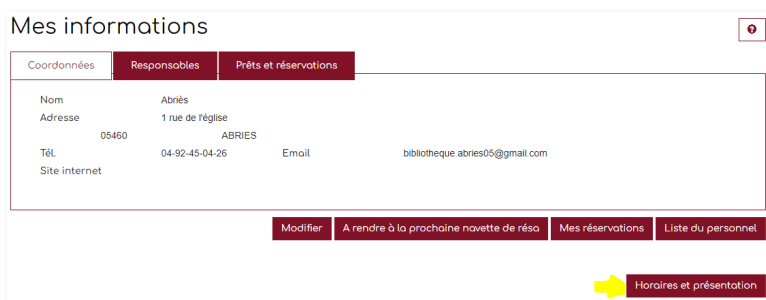 Mes informations
Coordonnées Responsables Prêts et réservations
Nom Abriès
Adresse 1 rue de l'église
05460 ABRIES
Tél. 04-92-45-04-26 Email bibliotheque.abries05@gmail.com
Site internet
Modifier A rendre à la prochaine navette de résa Mes réservations Liste du personnel
Horaires et présentation